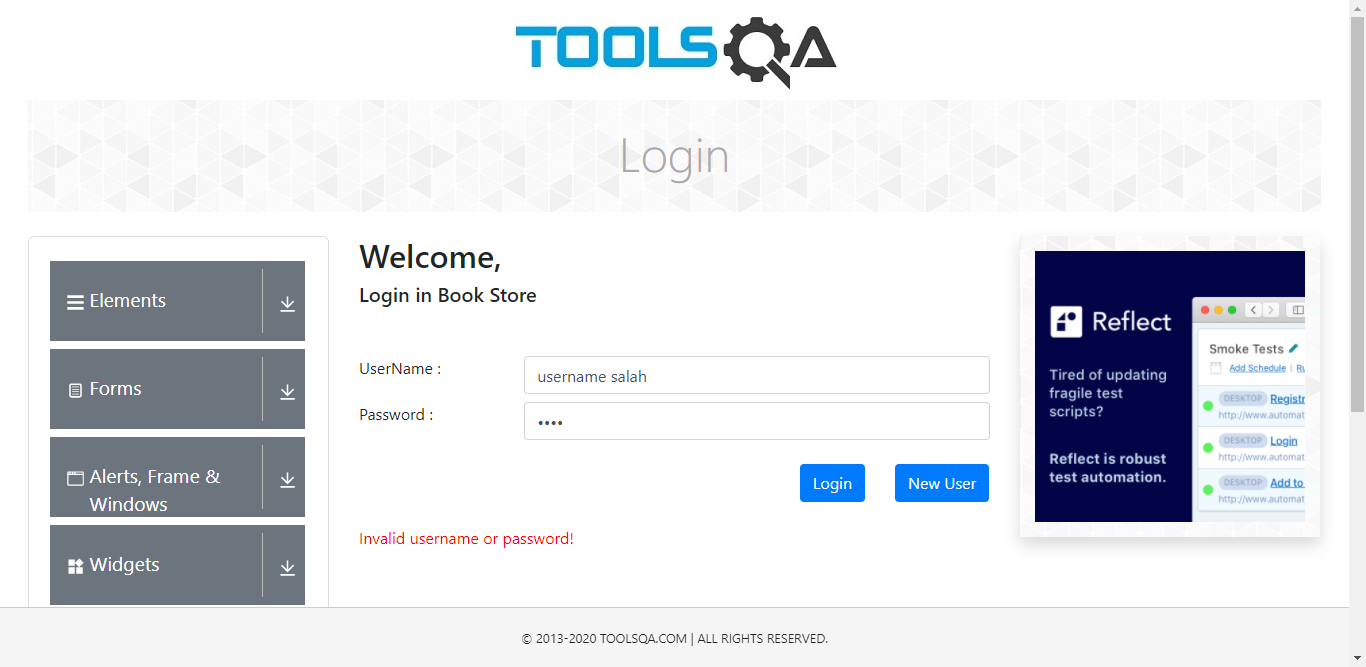 TOOLSQA
Login
Elements
Forms
Alerts, Frame &
Windows
Widgets
Welcome,
Login in Book Store
UserName :
username salah
Password :
••••
Login
New User
Invalid username or password!
Reflect
Tired of updating
fragile test
scripts?
Reflect is robust
test automation.
Smoke Tests
Add Schedule
DESKTOP Registr
http://www.automat
DESKTOP Login
http://www.automat
DESKTOP Add to
http://www.automat
© 2013-2020 TOOLSQA.COM | ALL RIGHTS RESERVED.